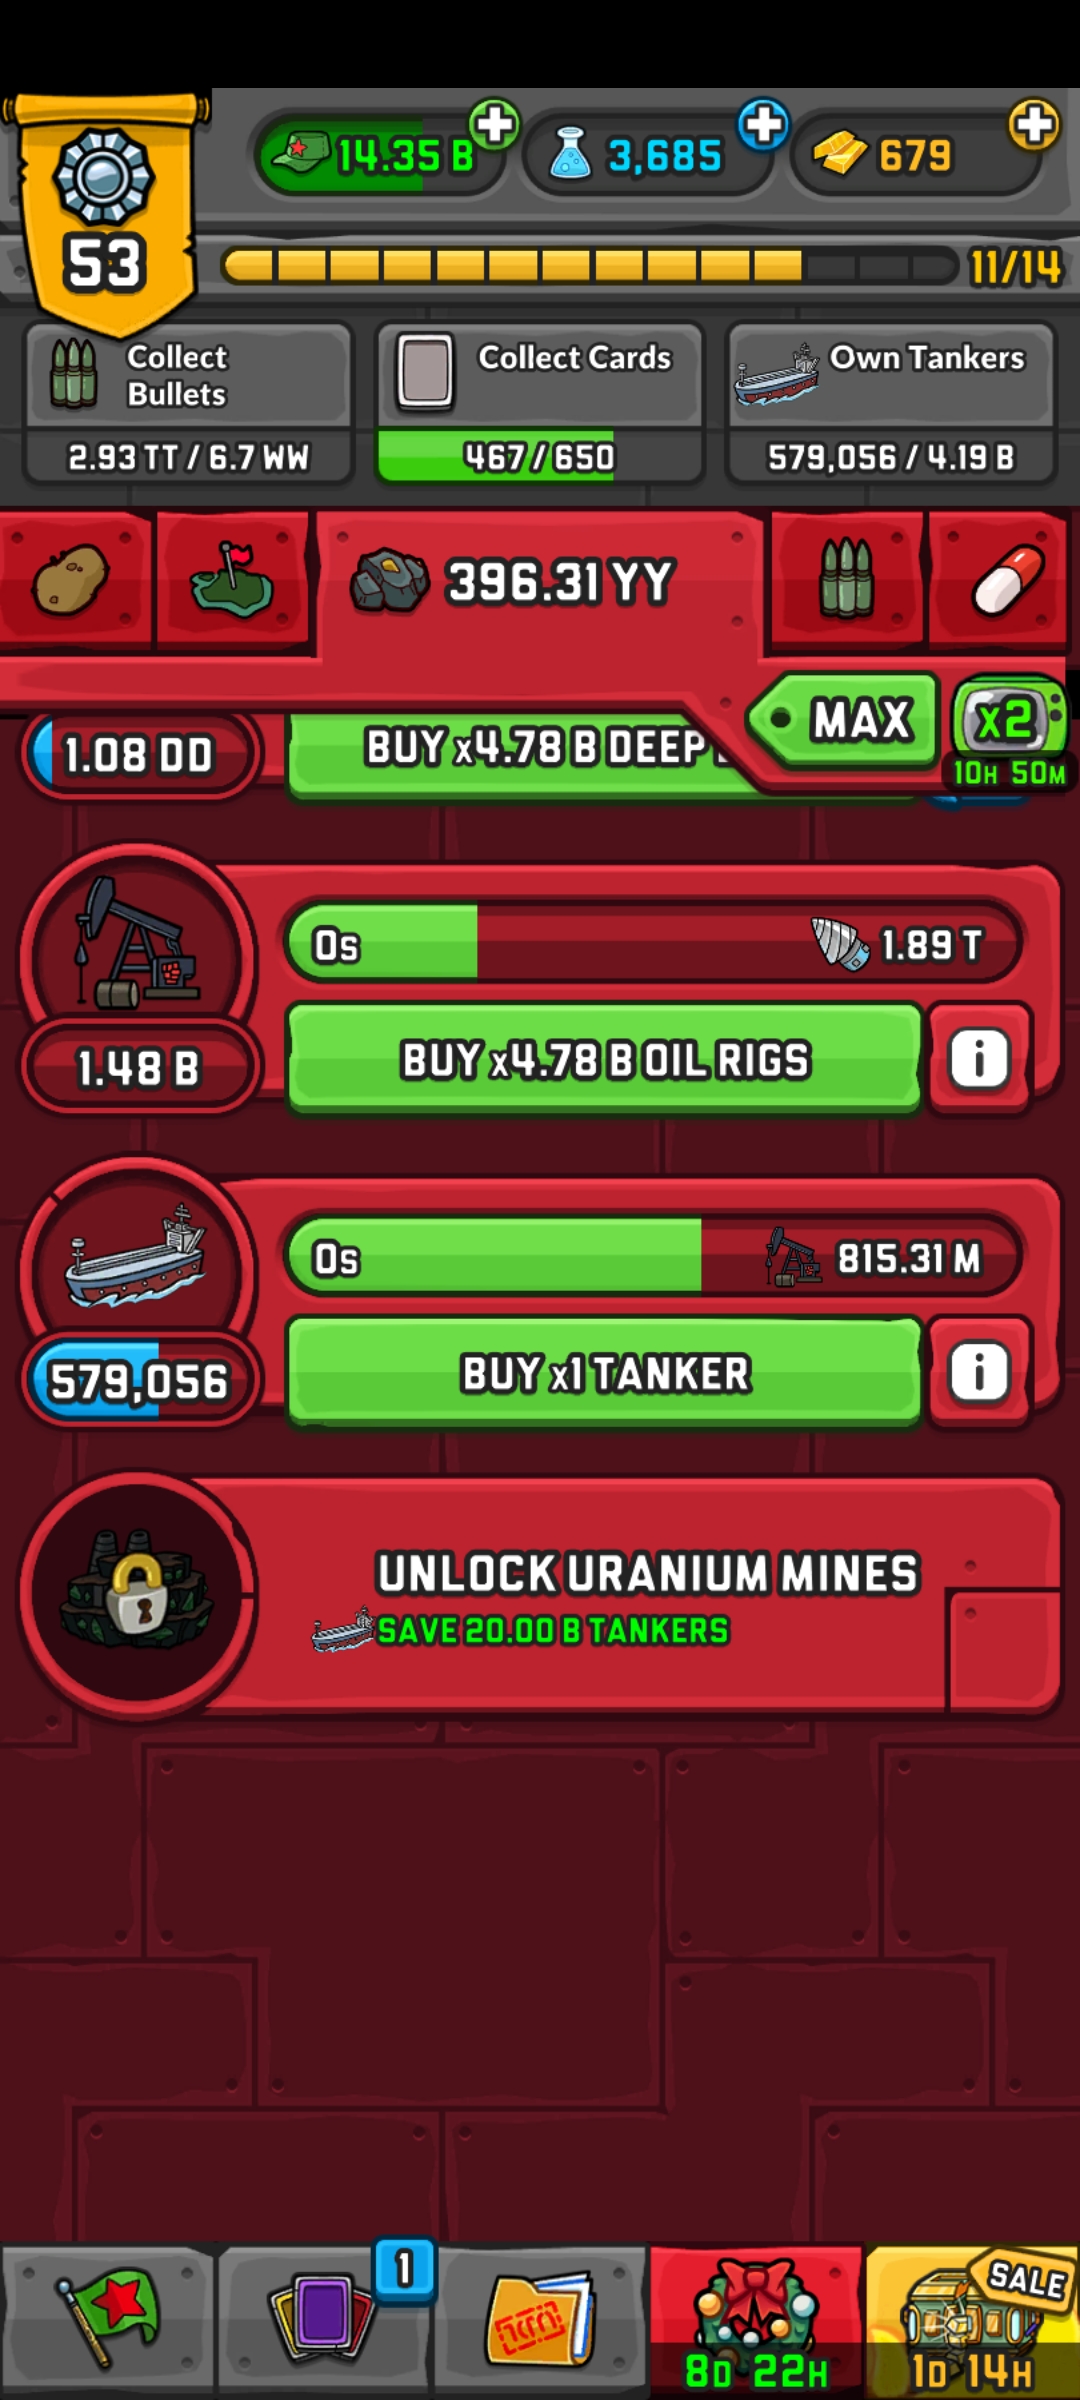 14.35 B
3,685
679
53
11/14
Collect
Bullets
2.93 TT / 6.7 WW
Collect Cards
467/650
Own Tankers
579,056 / 4.19 B
396.31 YY
MAX
x2
10H 50M
1.08 DD
BUY x4.78 B DEEP
0s
1.89 T
1.48 B
BUY x4.78 B OIL RIGS
i
0s
815.31 M
579,056
BUY x1 TANKER
i
UNLOCK URANIUM MINES
SAVE 20.00 B TANKERS
1
8D 22H
SALE
1D 14H